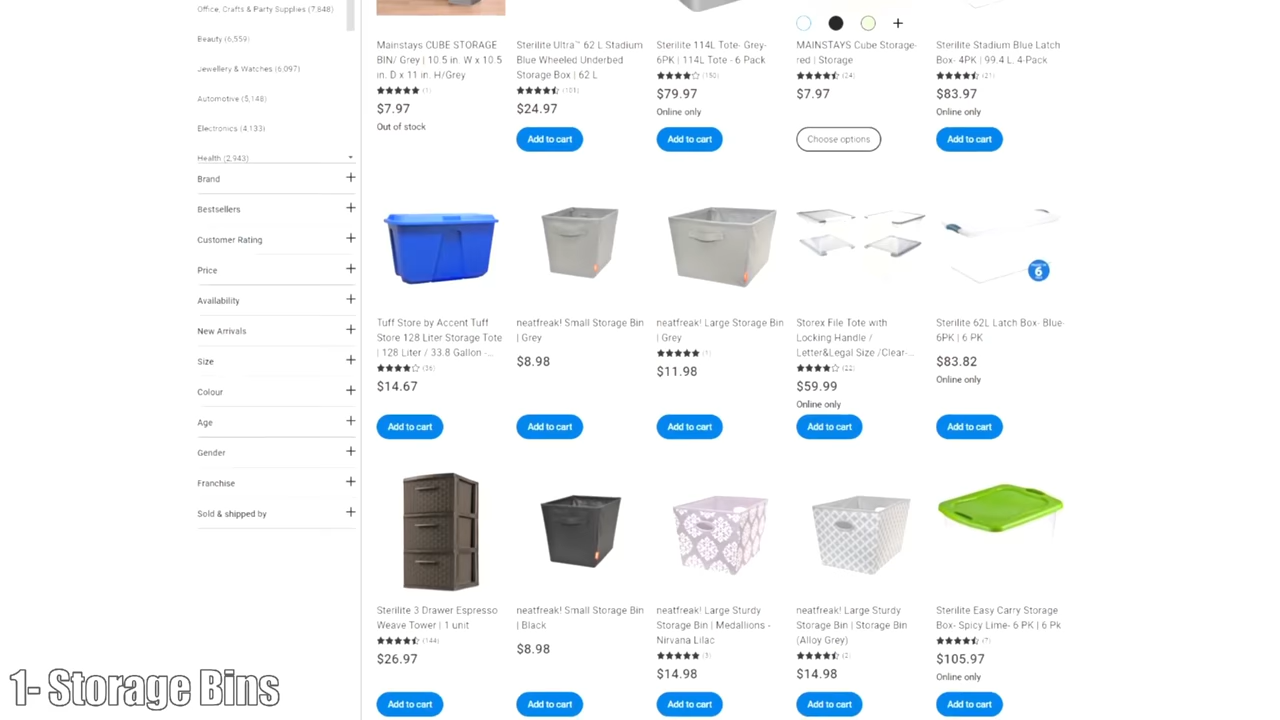 Office, Crafts & Party Supplies (7,848)
Beauty (6,559)
Jewellery & Watches (6,097)
Automotive (5,148)
Electronics (4,133)
Health (2,943)
Brand
Bestsellers
Customer Rating
Price
Availability
New Arrivals
Size
Colour
Age
Gender
Franchise
Sold & shipped by
Mainstays CUBE STORAGE
BIN/ Grey | 10.5 in. W x 10.5
in. D x 11 in. H/Grey
(1)
$7.97
Out of stock
Sterilite Ultra™ 62 L Stadium
Blue Wheeled Underbed
Storage Box | 62 L
(101)
$24.97
Add to cart
Sterilite 114L Tote- Grey-
6PK | 114L Tote - 6 Pack
(150)
$79.97
Online only
Add to cart
MAINSTAYS Cube Storage-
red | Storage
(24)
$7.97
Choose options
Sterilite Stadium Blue Latch
Box- 4PK | 99.4 L, 4-Pack
(21)
$83.97
Online only
Add to cart
Tuff Store by Accent Tuff
Store 128 Liter Storage Tote
| 128 Liter / 33.8 Gallon -...
(36)
$14.67
Add to cart
neatfreak! Small Storage Bin
| Grey
$8.98
Add to cart
neatfreak! Large Storage Bin
| Grey
(1)
$11.98
Add to cart
Storex File Tote with
Locking Handle /
Letter&Legal Size /Clear-...
(22)
$59.99
Online only
Add to cart
6
Sterilite 62L Latch Box- Blue-
6PK | 6 PK
$83.82
Online only
Add to cart
Sterilite 3 Drawer Espresso
Weave Tower | 1 unit
(144)
$26.97
Add to cart
neatfreak! Small Storage Bin
| Black
$8.98
Add to cart
neatfreak! Large Sturdy
Storage Bin | Medallions -
Nirvana Lilac
(3)
$14.98
Add to cart
neatfreak! Large Sturdy
Storage Bin | Storage Bin
(Alloy Grey)
(2)
$14.98
Add to cart
Sterilite Easy Carry Storage
Box- Spicy Lime- 6 PK | 6 Pk
(7)
$105.97
Online only
Add to cart
1- Storage Bins